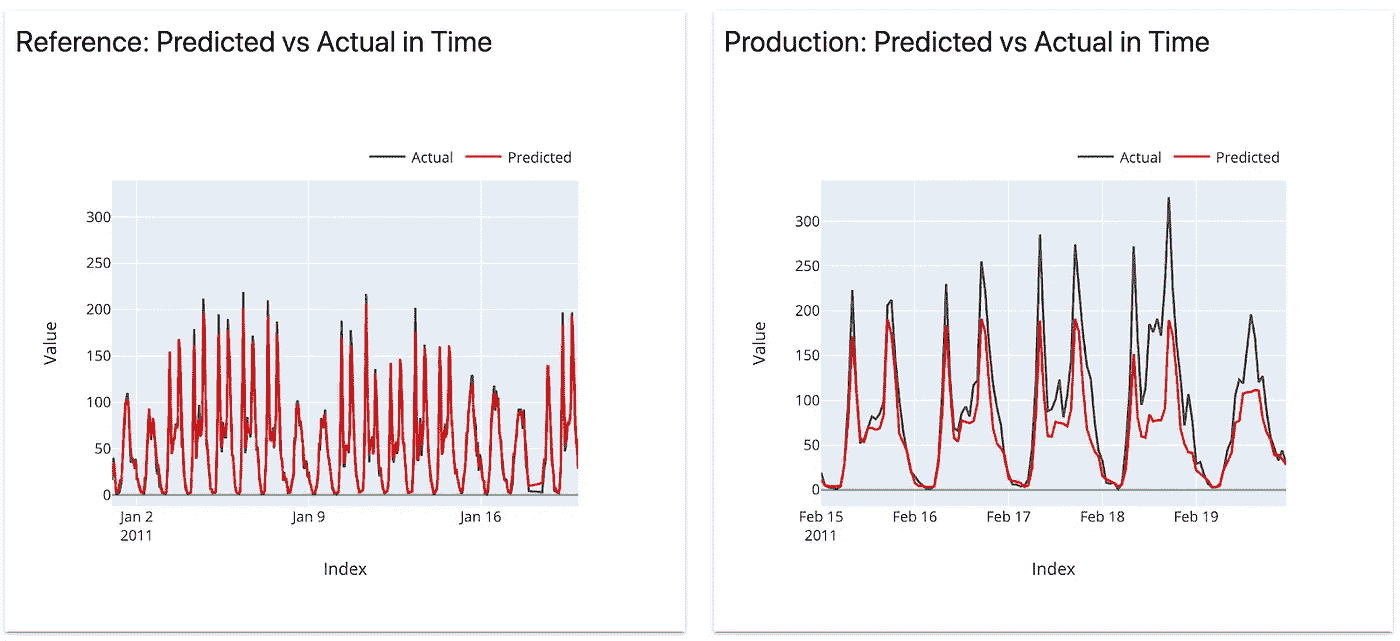 Reference: Predicted vs Actual in Time
Actual Predicted
300
250
200
150
100
50
0
Value
Jan 2 Jan 9 Jan 16
2011
Index
Production: Predicted vs Actual in Time
Actual Predicted
300
250
200
150
100
50
0
Value
Feb 15 Feb 16 Feb 17 Feb 18 Feb 19
2011
Index